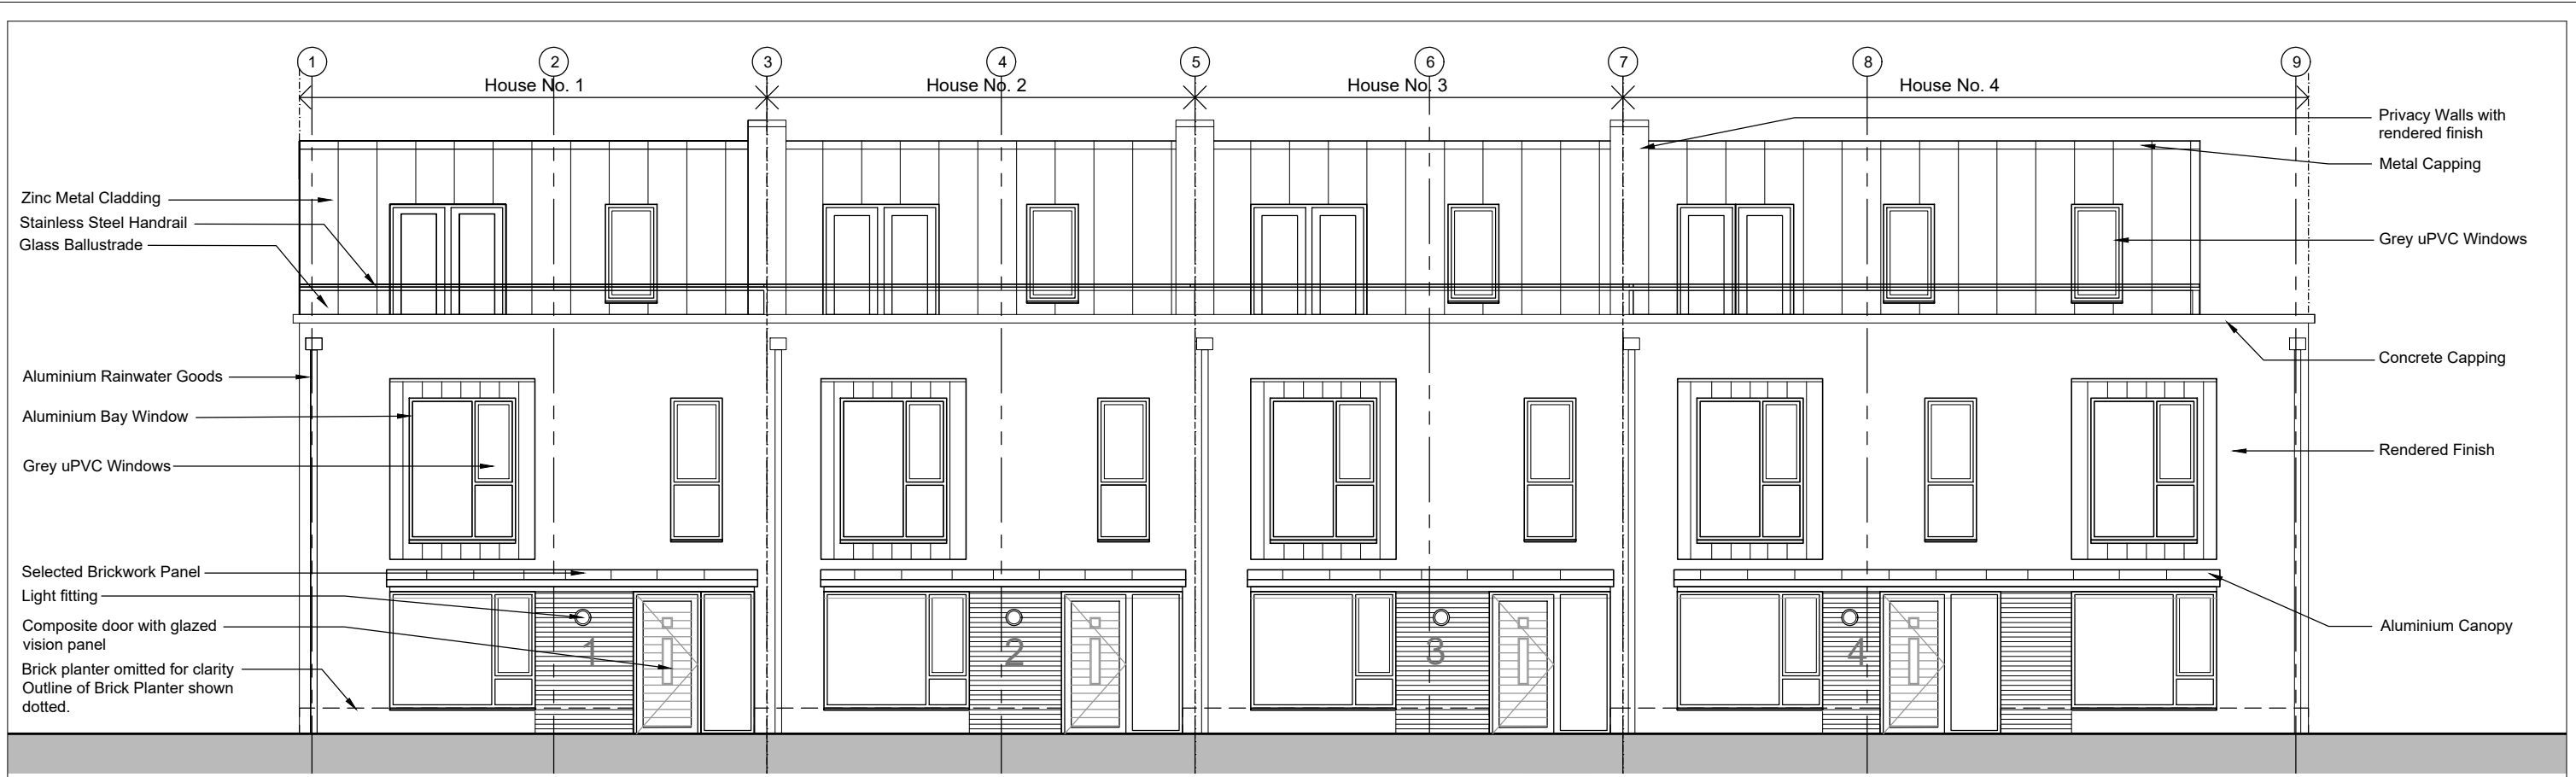 1 2 3 4 5 6 7 8 9
House No. 1 House No. 2 House No. 3 House No. 4
Privacy Walls with
rendered finish
Metal Capping
Zinc Metal Cladding
Stainless Steel Handrail
Glass Ballustrade
Grey uPVC Windows
Concrete Capping
Aluminium Rainwater Goods
Aluminium Bay Window
Grey uPVC Windows
Rendered Finish
Selected Brickwork Panel
Light fitting
Composite door with glazed
vision panel
Brick planter omitted for clarity
Outline of Brick Planter shown
dotted.
Aluminium Canopy
1 2 3 4